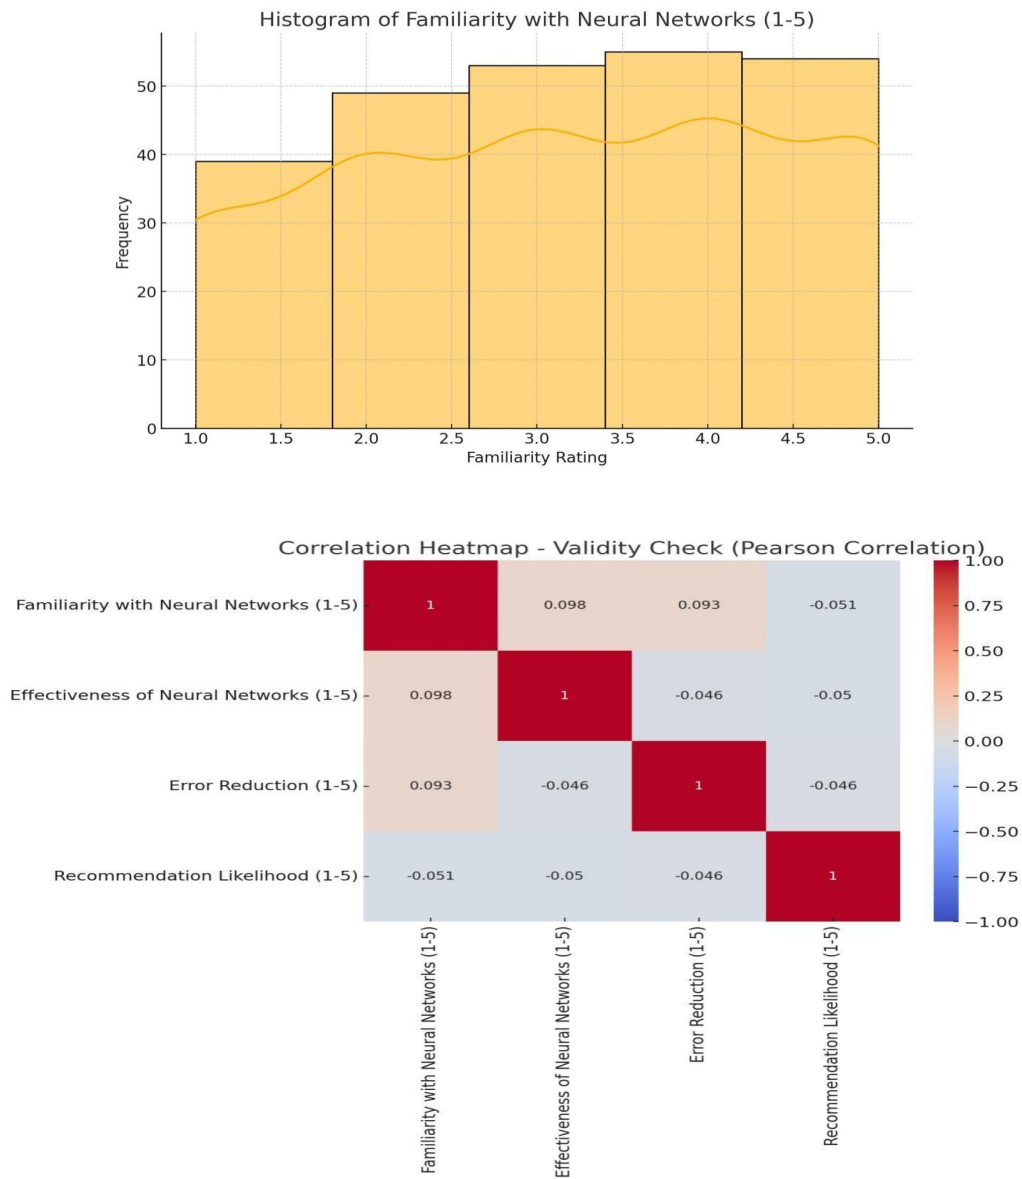 Histogram of Familiarity with Neural Networks (1-5)
Frequency
50
40
30
20
10
0
1.0 1.5 2.0 2.5 3.0 3.5 4.0 4.5 5.0
Familiarity Rating
Correlation Heatmap - Validity Check (Pearson Correlation)
Familiarity with Neural Networks (1-5) 1 0.098 0.093 -0.051
Effectiveness of Neural Networks (1-5) 0.098 1 -0.046 -0.05
Error Reduction (1-5) 0.093 -0.046 1 -0.046
Recommendation Likelihood (1-5) -0.051 -0.05 -0.046 1
1.00
0.75
0.50
0.25
0.00
−0.25
−0.50
−0.75
−1.00
Familiarity with Neural Networks (1-5)
Effectiveness of Neural Networks (1-5)
Error Reduction (1-5)
Recommendation Likelihood (1-5)